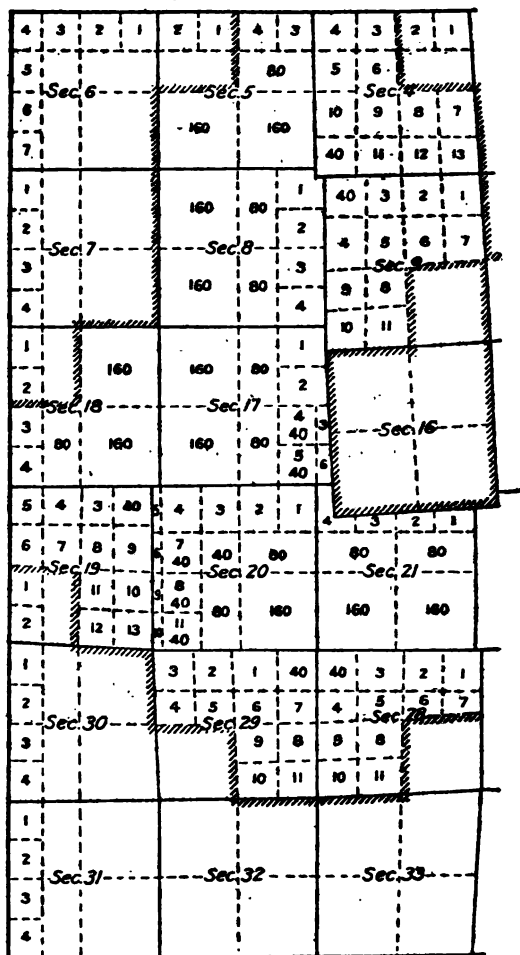 4 3 2 1 2 1 4 3 4 3 2 1
5 80 5 6
Sec. 6 Sec. 5 Sec. 4
6 160 160 10 9 8 7
7 40 11 12 13
1 160 80 1 40 3 2 1
2 2 4 5 6 7
Sec. 7 Sec. 8 Sec. 9
3 160 80 3 9 8
4 4 10 11
1 160 160 80 1
2 2
Sec. 18 Sec. 17 Sec. 16
3 4 40 3
80 160 160 80
4 5 40 6
5 4 3 40 5 4 3 2 1 4 3 2 1
6 7 8 9 6 7 40 40 80 80 80
Sec. 19 Sec. 20 Sec. 21
1 11 10 9 8 40
2 12 13 10 11 40 80 160 160 160
1 3 2 1 40 40 3 2 1
2 4 5 6 7 4 5 6 7
Sec. 30 Sec. 29 Sec. 28
3 9 8 9 8
4 10 11 10 11
1
2
Sec. 31 Sec. 32 Sec. 33
3
4